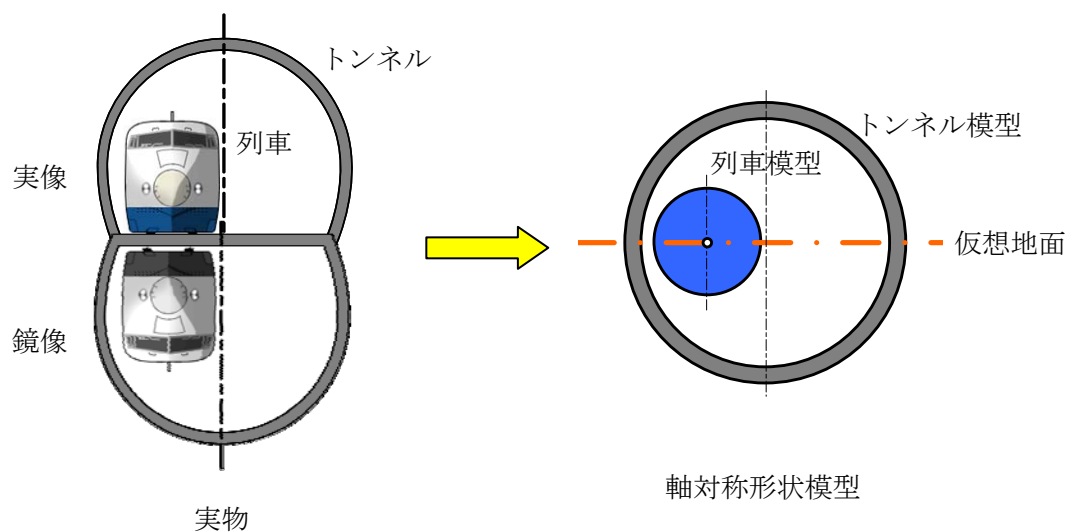 トンネル
列車
実像
鏡像
実物
トンネル模型
列車模型
仮想地面
軸対称形状模型